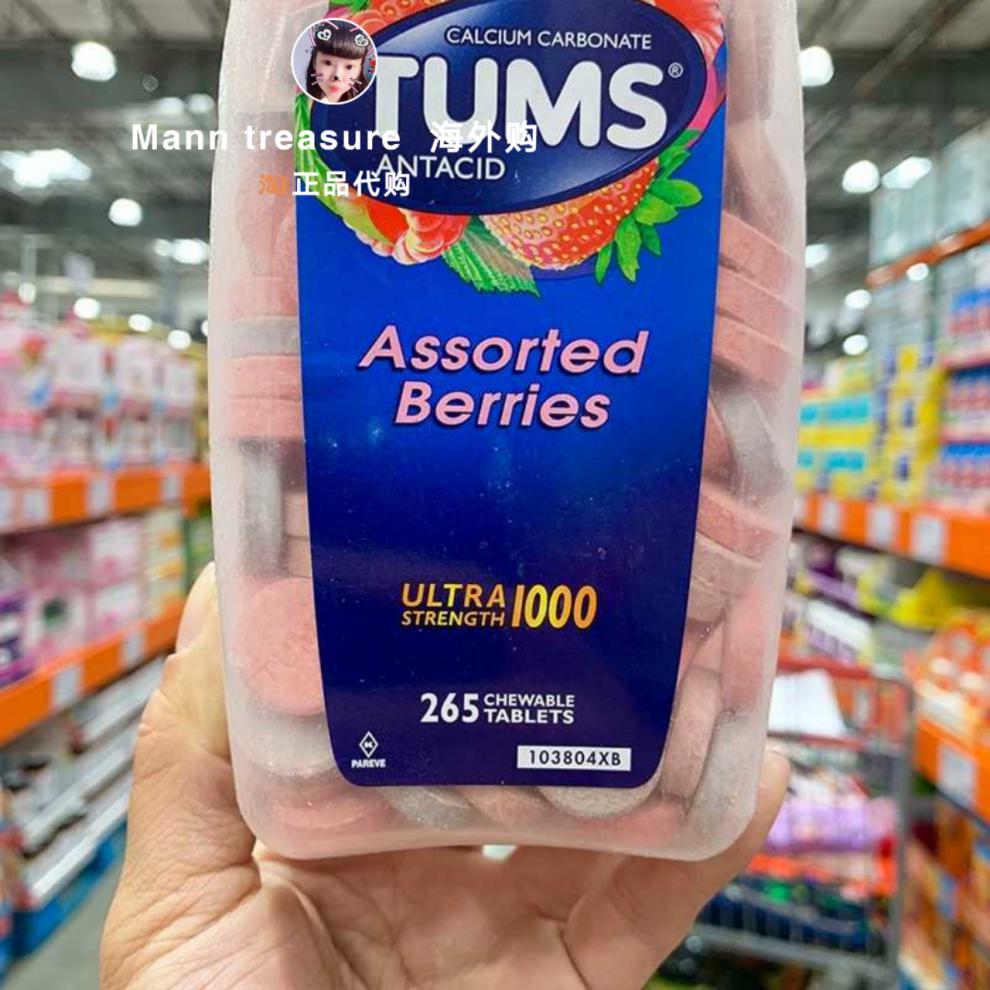 CALCIUM CARBONATE
TUMS®
ANTACID
Mann treasure 海外购
淘 正品代购
Assorted
Berries
ULTRA
STRENGTH 1000
265 CHEWABLE
TABLETS
K
PAREVE
103804XB